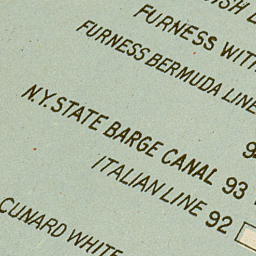 FURNESS WITH
FURNESS BERMUDA LINE
N.Y. STATE BARGE CANAL 93
ITALIAN LINE 92
CUNARD WHITE